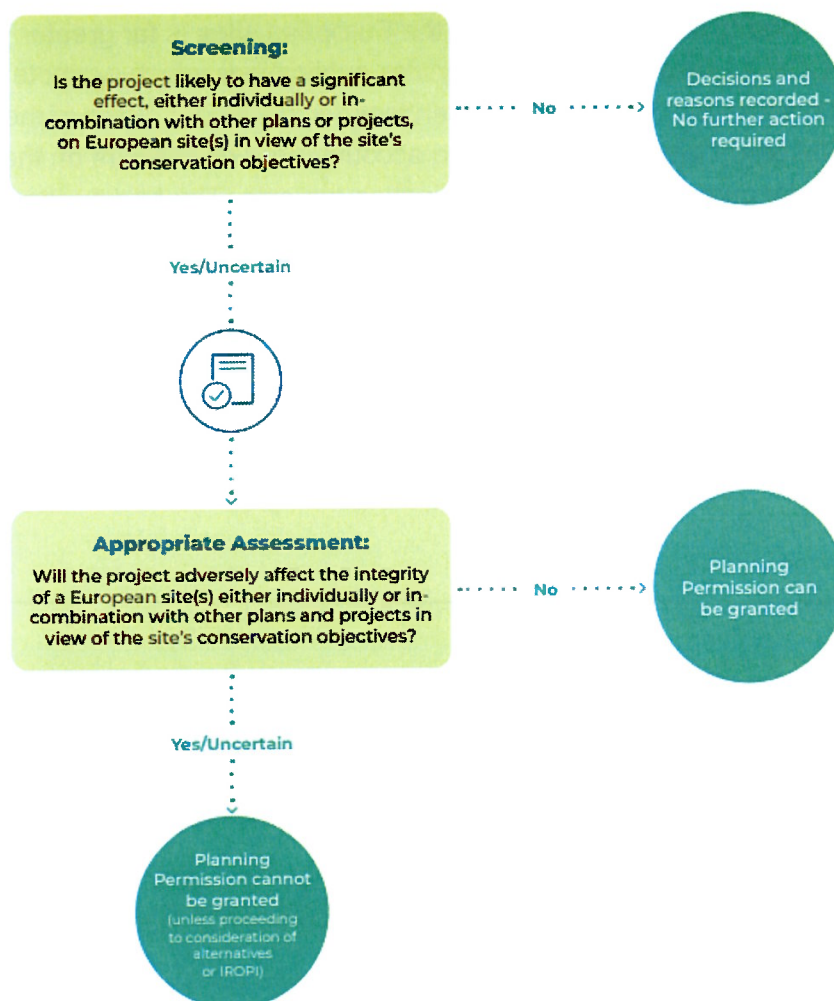 Screening:
Is the project likely to have a significant
effect, either individually or in-
combination with other plans or projects,
on European site(s) in view of the site's
conservation objectives?
No
Decisions and
reasons recorded -
No further action
required
Yes/Uncertain
Appropriate Assessment:
Will the project adversely affect the integrity
of a European site(s) either individually or in-
combination with other plans and projects in
view of the site's conservation objectives?
No
Planning
Permission can
be granted
Yes/Uncertain
Planning
Permission cannot
be granted
(unless proceeding
to consideration of
alternatives
or IROPI)